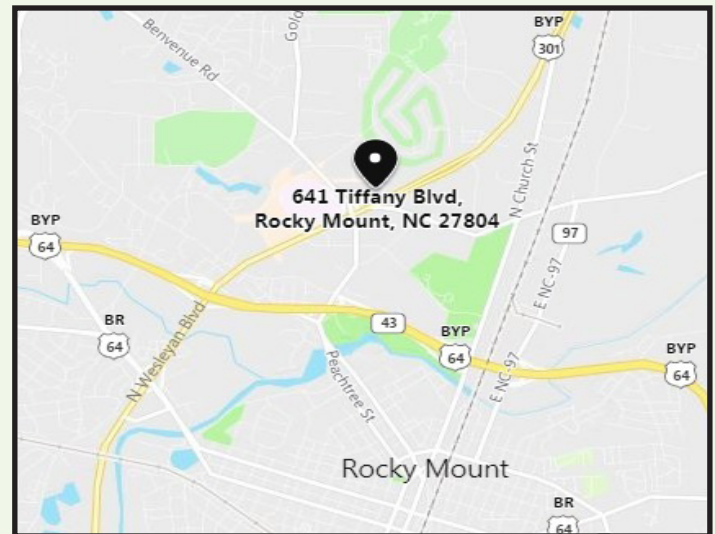 BYP
301
Benvenue Rd
Gold
N Church St
641 Tiffany Blvd,
Rocky Mount, NC 27804
97
BYP
64
E NC-97
43
BR
64
N Wesleyan Blvd
BYP
64
BYP
64
Peachtree St
E NC-97
Rocky Mount
BR
64